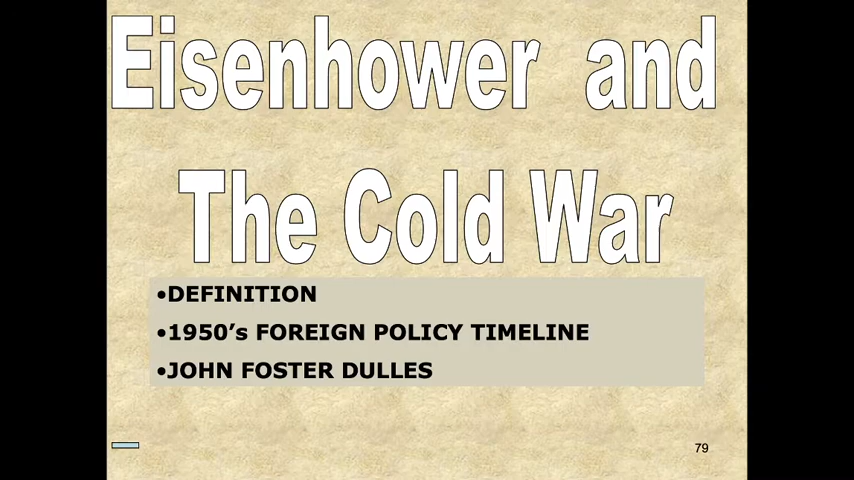 Eisenhower and
The Cold War
•DEFINITION
•1950’s FOREIGN POLICY TIMELINE
•JOHN FOSTER DULLES
79